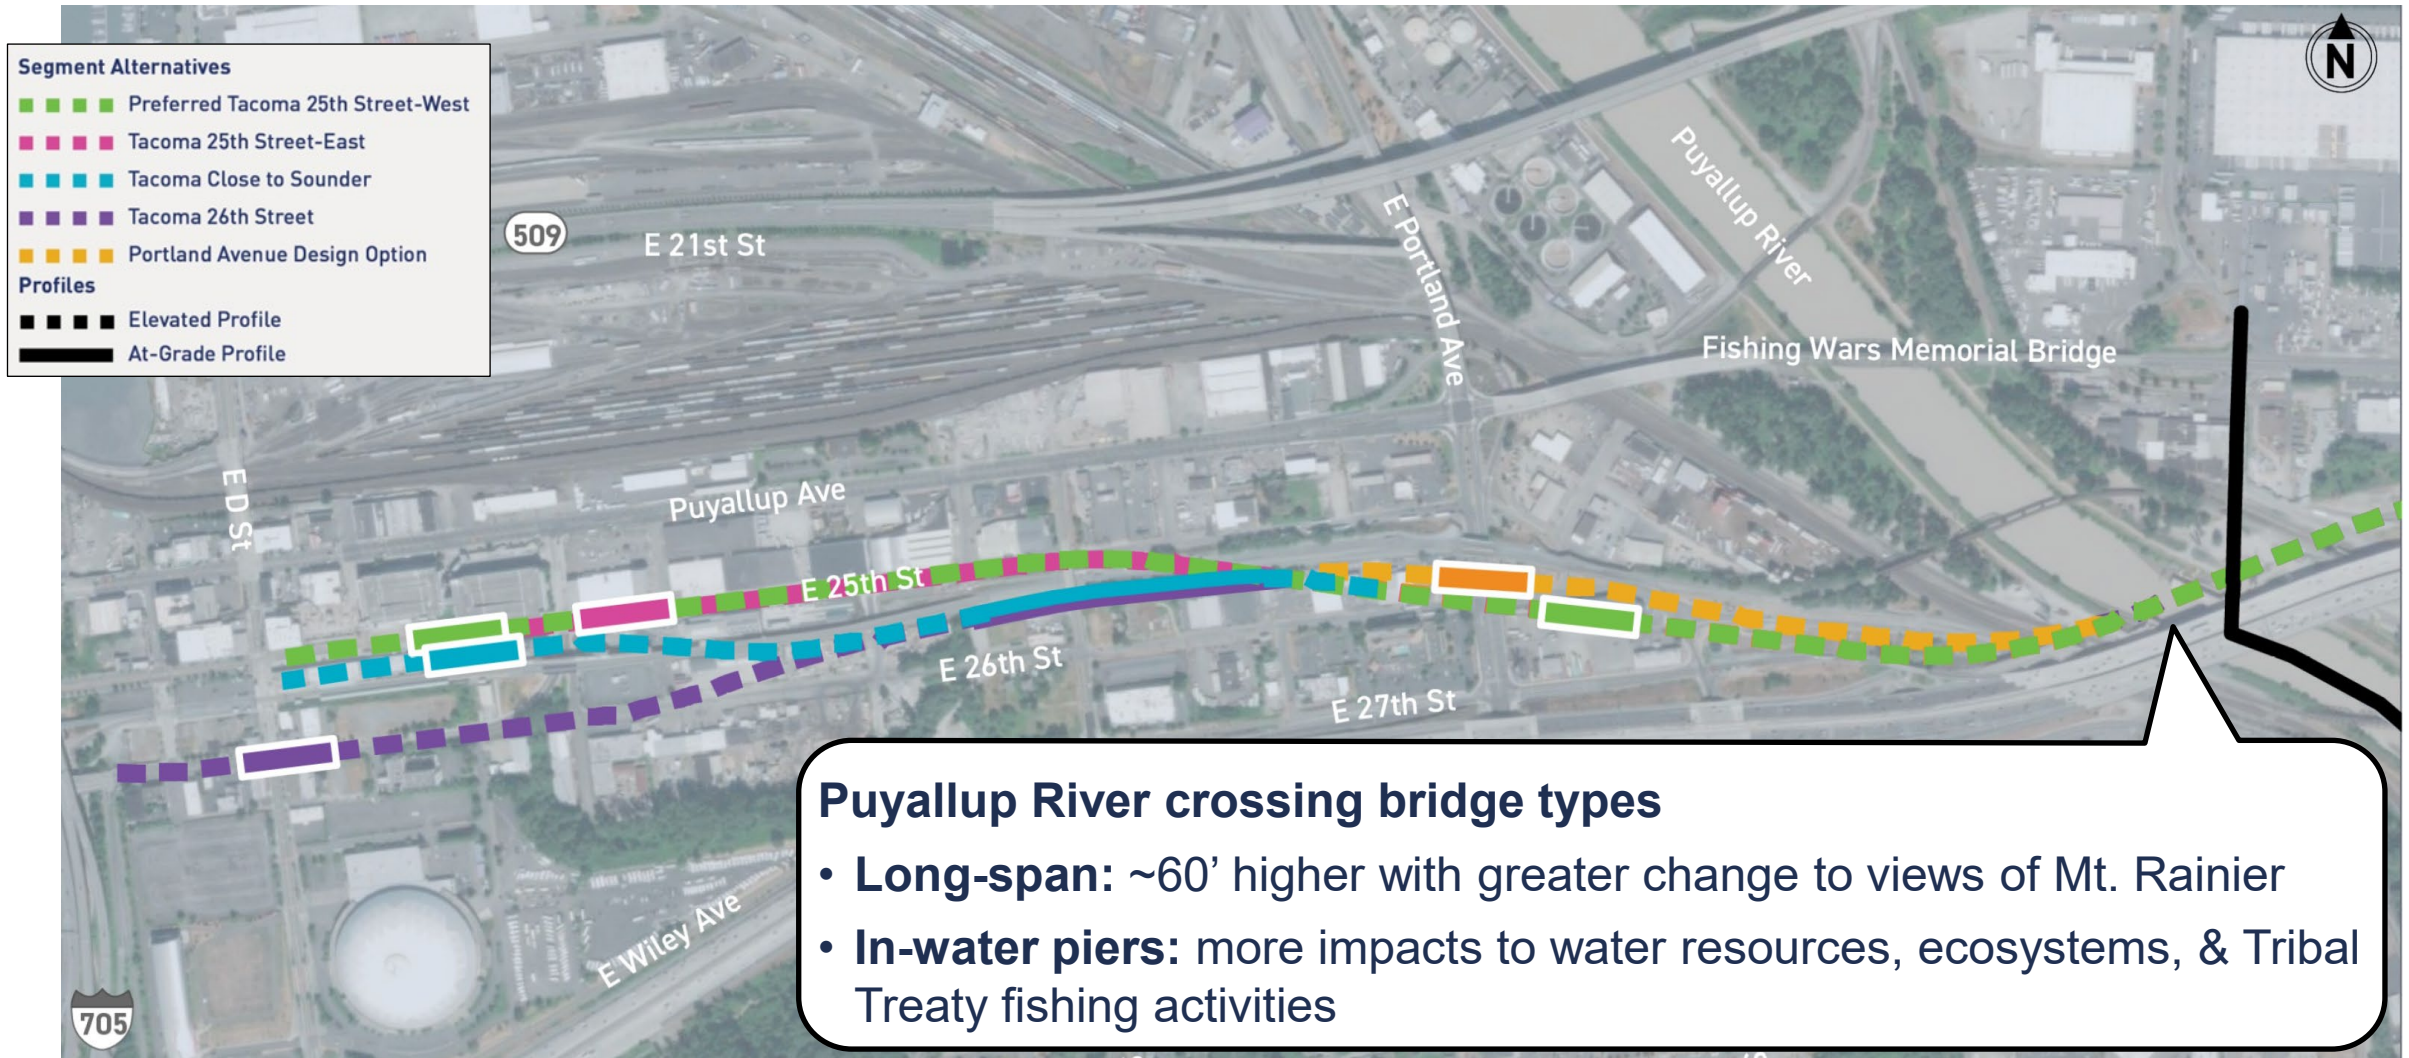 Segment Alternatives
Preferred Tacoma 25th Street-West
Tacoma 25th Street-East
Tacoma Close to Sounder
Tacoma 26th Street
Portland Avenue Design Option
Profiles
Elevated Profile
At-Grade Profile
N
509
E 21st St
E Portland Ave
Puyallup River
Fishing Wars Memorial Bridge
E D St
Puyallup Ave
E 25th St
E 26th St
E 27th St
E Wiley Ave
705
Puyallup River crossing bridge types
• Long-span: ~60’ higher with greater change to views of Mt. Rainier
• In-water piers: more impacts to water resources, ecosystems, & Tribal
Treaty fishing activities